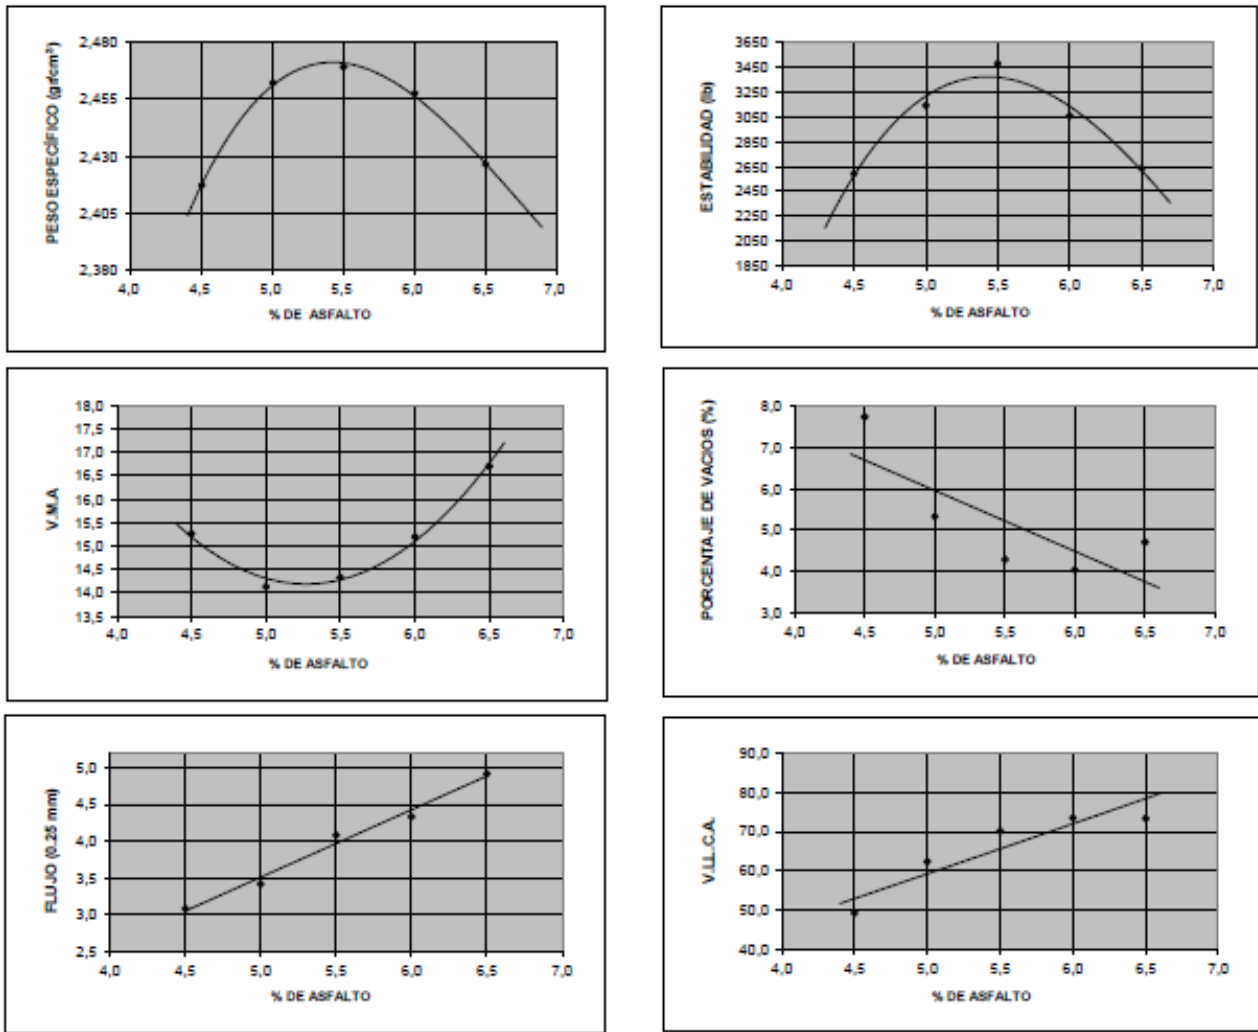 PESO ESPECÍFICO (gr/cm³)
2,480
2,455
2,430
2,405
2,380
4,0 4,5 5,0 5,5 6,0 6,5 7,0
% DE ASFALTO
ESTABILIDAD (lb)
3650
3450
3250
3050
2850
2650
2450
2250
2050
1850
4,0 4,5 5,0 5,5 6,0 6,5 7,0
% DE ASFALTO
V.M.A
18,0
17,5
17,0
16,5
16,0
15,5
15,0
14,5
14,0
13,5
4,0 4,5 5,0 5,5 6,0 6,5 7,0
% DE ASFALTO
PORCENTAJE DE VACIOS (%)
8,0
7,0
6,0
5,0
4,0
3,0
4,0 4,5 5,0 5,5 6,0 6,5 7,0
% DE ASFALTO
FLUJO (0.25 mm)
5,0
4,5
4,0
3,5
3,0
2,5
4,0 4,5 5,0 5,5 6,0 6,5 7,0
% DE ASFALTO
V.LL.C.A.
90,0
80,0
70,0
60,0
50,0
40,0
4,0 4,5 5,0 5,5 6,0 6,5 7,0
% DE ASFALTO